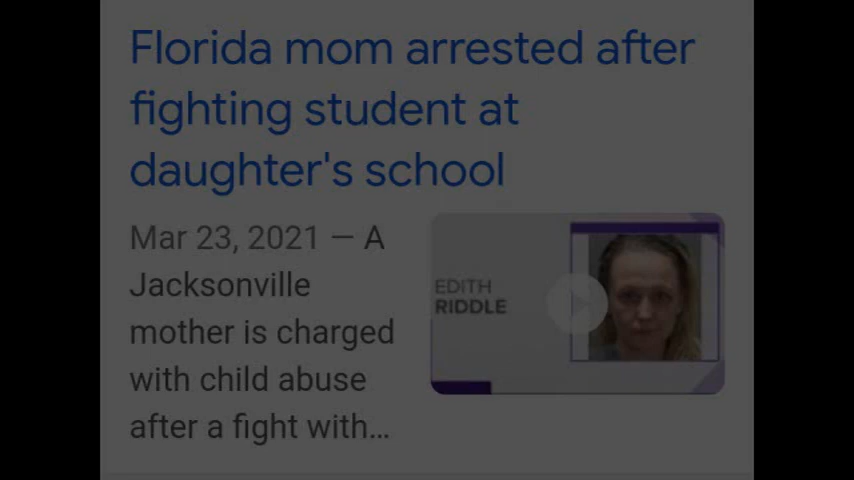 Florida mom arrested after
fighting student at
daughter's school
Mar 23, 2021 — A
Jacksonville
mother is charged
with child abuse
after a fight with...
EDITH
RIDDLE